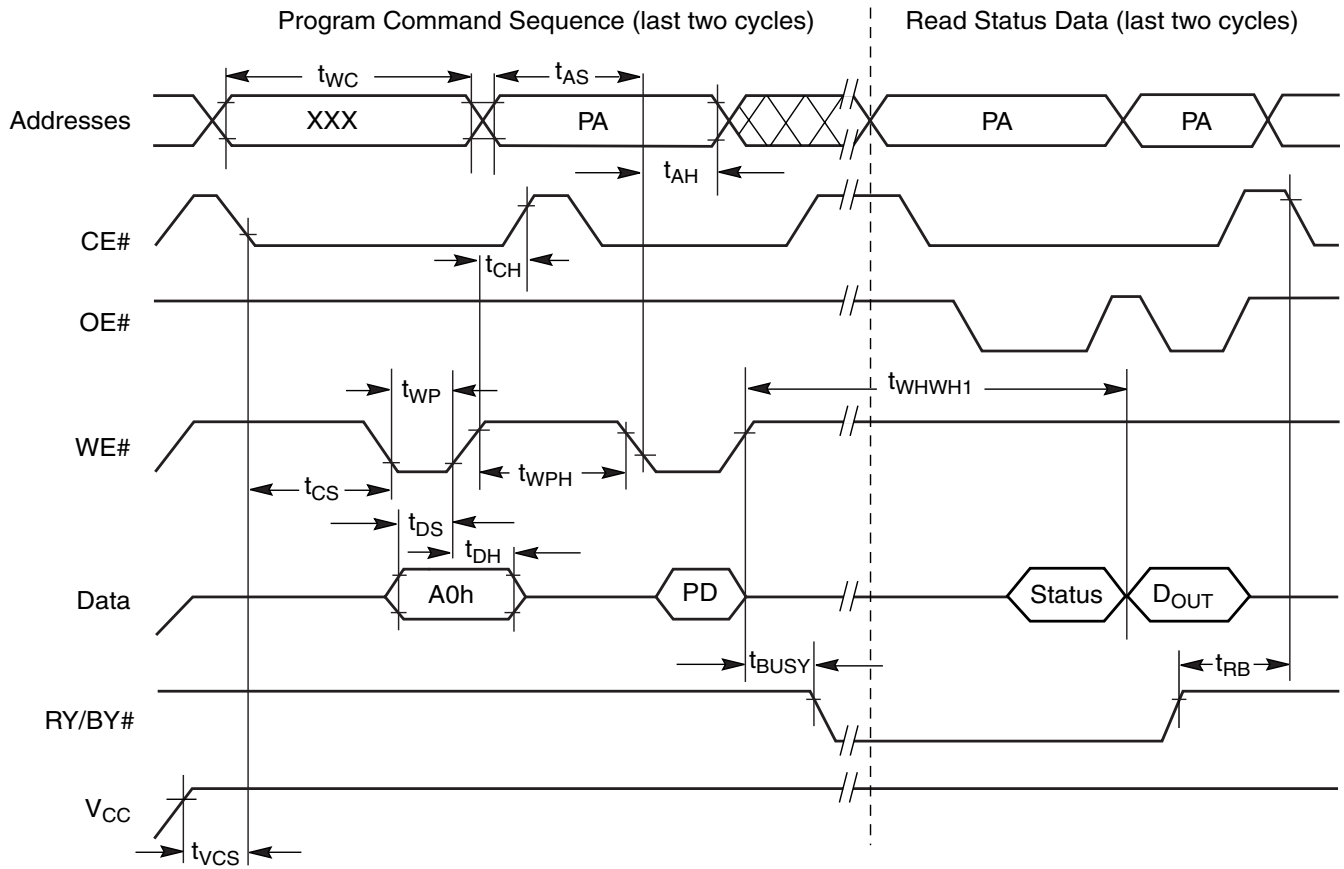 Program Command Sequence (last two cycles) Read Status Data (last two cycles)
tWC tAS
Addresses XXX PA PA PA
tAH
CE#
tCH
OE#
tWP tWHWH1
WE#
tCS tWPH
tDS
tDH
Data A0h PD Status DOUT
tBUSY tRB
RY/BY#
VCC
tVCS